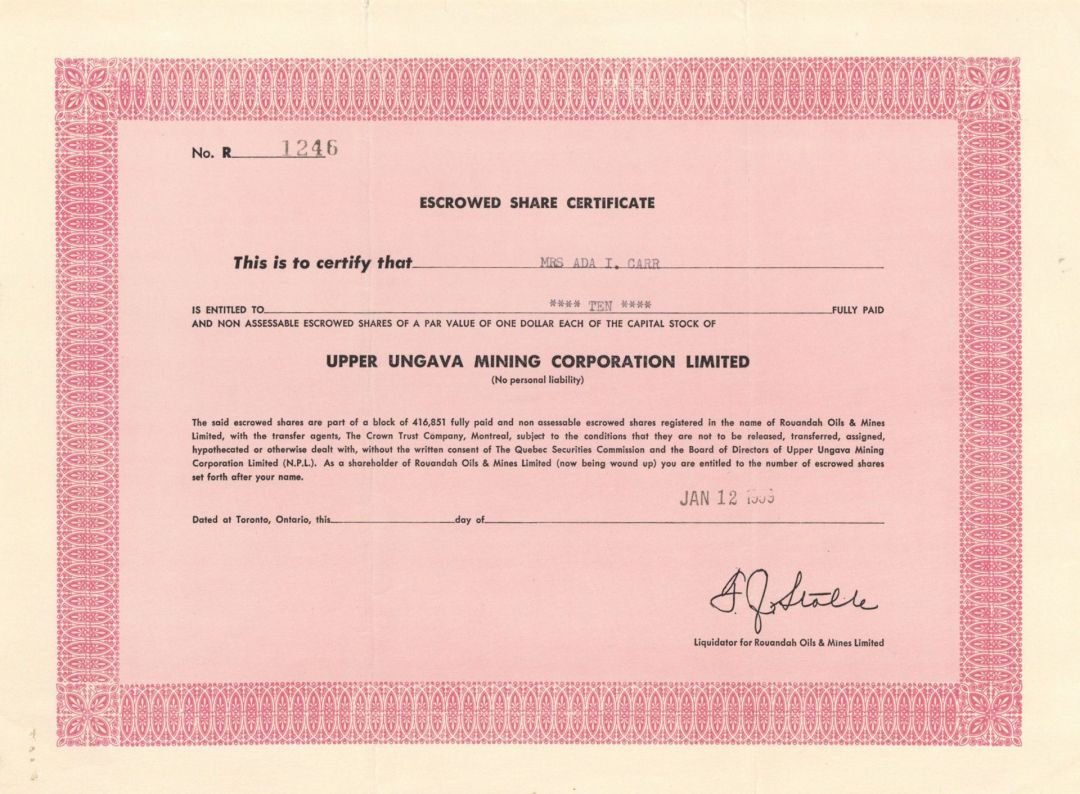 No. R 1246
ESCROWED SHARE CERTIFICATE
This is to certify that MRS ADA I. CARR
IS ENTITLED TO **** TEN **** FULLY PAID
AND NON ASSESSABLE ESCROWED SHARES OF A PAR VALUE OF ONE DOLLAR EACH OF THE CAPITAL STOCK OF
UPPER UNGAVA MINING CORPORATION LIMITED
(No personal liability)
The said escrowed shares are part of a block of 416,851 fully paid and non assessable escrowed shares registered in the name of Rouandah Oils & Mines
Limited, with the transfer agents, The Crown Trust Company, Montreal, subject to the conditions that they are not to be released, transferred, assigned,
hypothecated or otherwise dealt with, without the written consent of The Quebec Securities Commission and the Board of Directors of Upper Ungava Mining
Corporation Limited (N.P.L.). As a shareholder of Rouandah Oils & Mines Limited (now being wound up) you are entitled to the number of escrowed shares
set forth after your name.
JAN 12
Dated at Toronto, Ontario, this day of
Liquidator for Rouandah Oils & Mines Limited